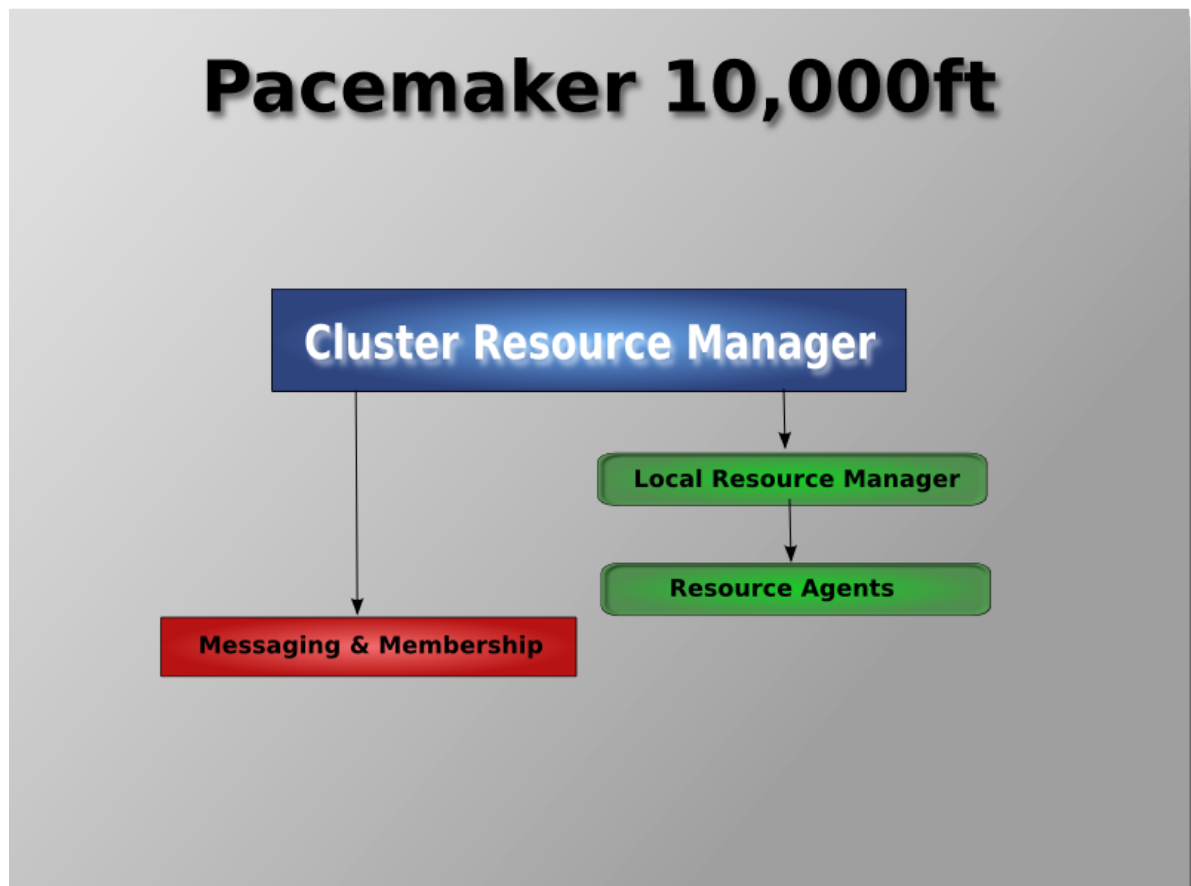 Pacemaker 10,000ft
Cluster Resource Manager
Local Resource Manager
Resource Agents
Messaging & Membership